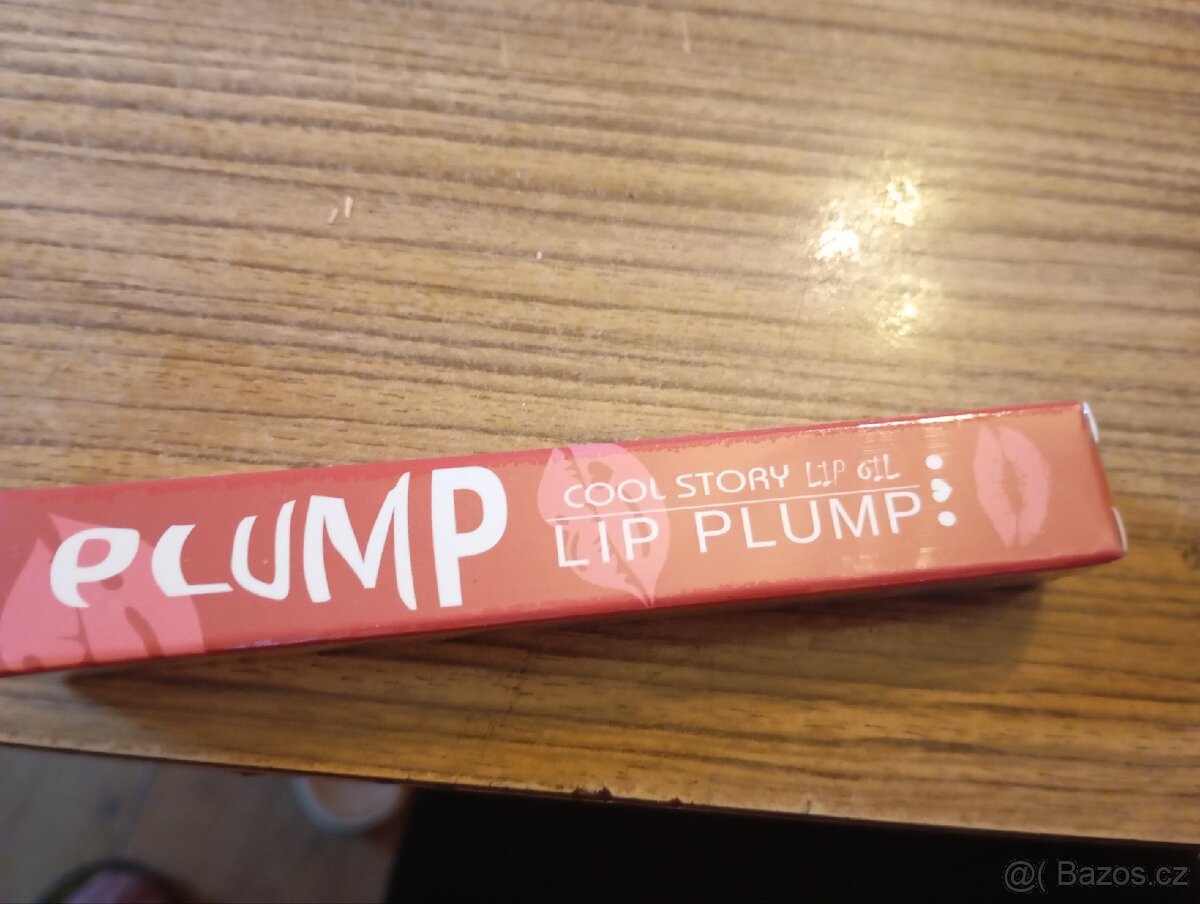 PLUMP
COOL STORY LIP OIL
LIP PLUMP
@( Bazos.cz